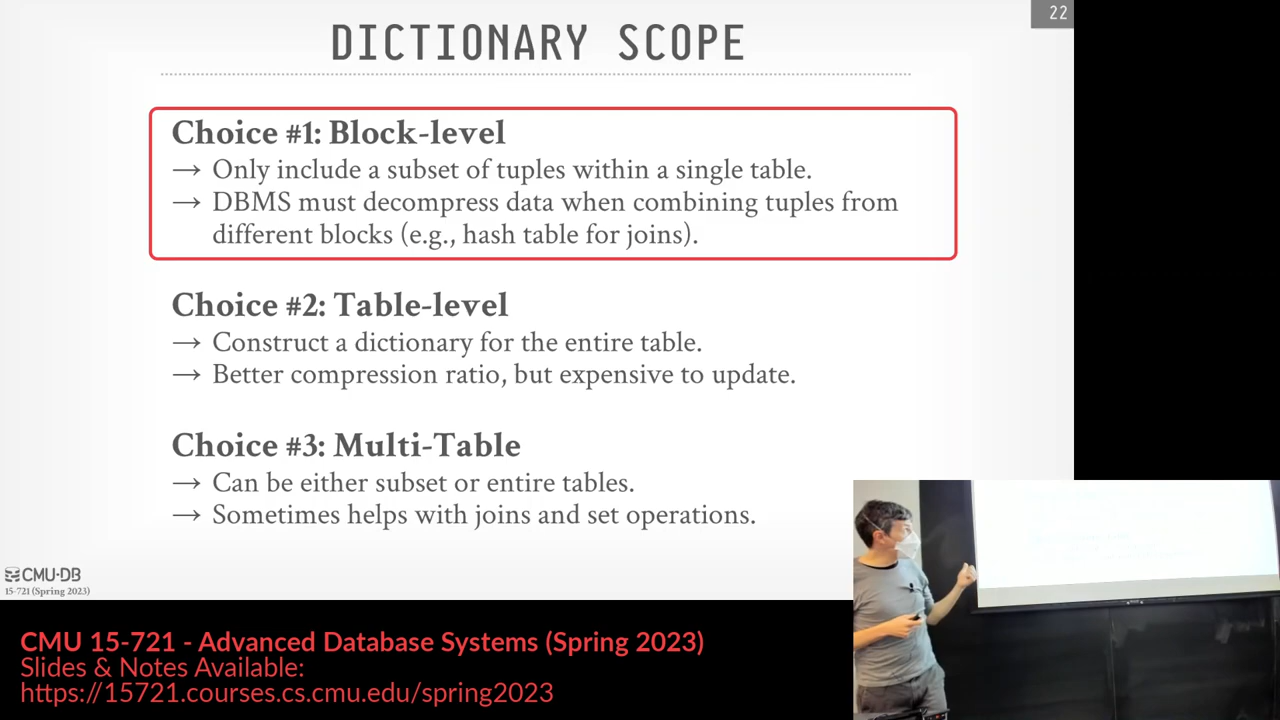 22
DICTIONARY SCOPE
Choice #1: Block-level
→ Only include a subset of tuples within a single table.
→ DBMS must decompress data when combining tuples from
different blocks (e.g., hash table for joins).
Choice #2: Table-level
→ Construct a dictionary for the entire table.
→ Better compression ratio, but expensive to update.
Choice #3: Multi-Table
→ Can be either subset or entire tables.
→ Sometimes helps with joins and set operations.
CMU·DB
15-721 (Spring 2023)
CMU 15-721 - Advanced Database Systems (Spring 2023)
Slides & Notes Available:
https://15721.courses.cs.cmu.edu/spring2023